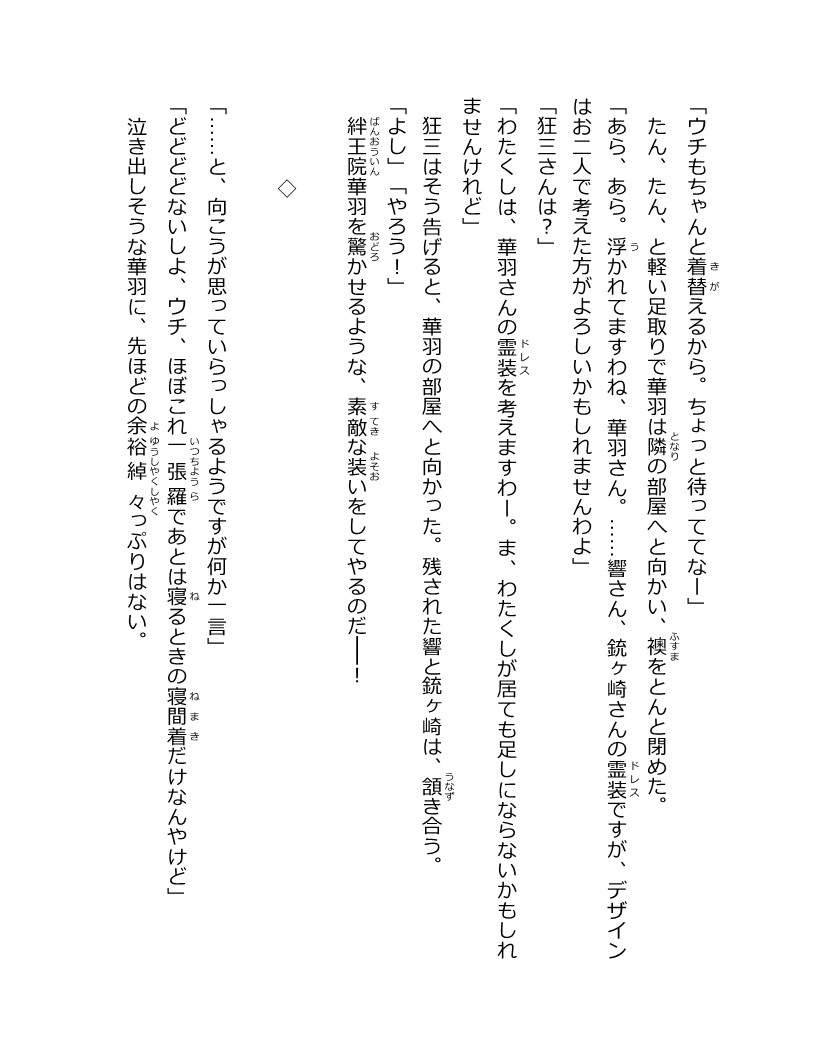 「ウチもちゃんと着替えるから。ちょっと待っててなー」
たん、たん、と軽い足取りで華羽は隣の部屋へと向かい、襖をとんと閉めた。
「あら、あら。浮かれてますわね、華羽さん。……響さん、銃ヶ崎さんの霊装ですが、デザイン
はお二人で考えた方がよろしいかもしれませんわよ」
「狂三さんは？」
「わたくしは、華羽さんの霊装を考えますわー。ま、わたくしが居ても足しにならないかもしれ
ませんけれど」
狂三はそう告げると、華羽の部屋へと向かった。残された響と銃ヶ崎は、頷き合う。
「よし」「やろう！」
絆王院華羽を驚かせるような、素敵な装いをしてやるのだ――！
◇
「……と、向こうが思っていらっしゃるようですが何か一言」
「どどどどないしよ、ウチ、ほぼこれ一張羅であとは寝るときの寝間着だけなんやけど」
泣き出しそうな華羽に、先ほどの余裕綽々っぷりはない。